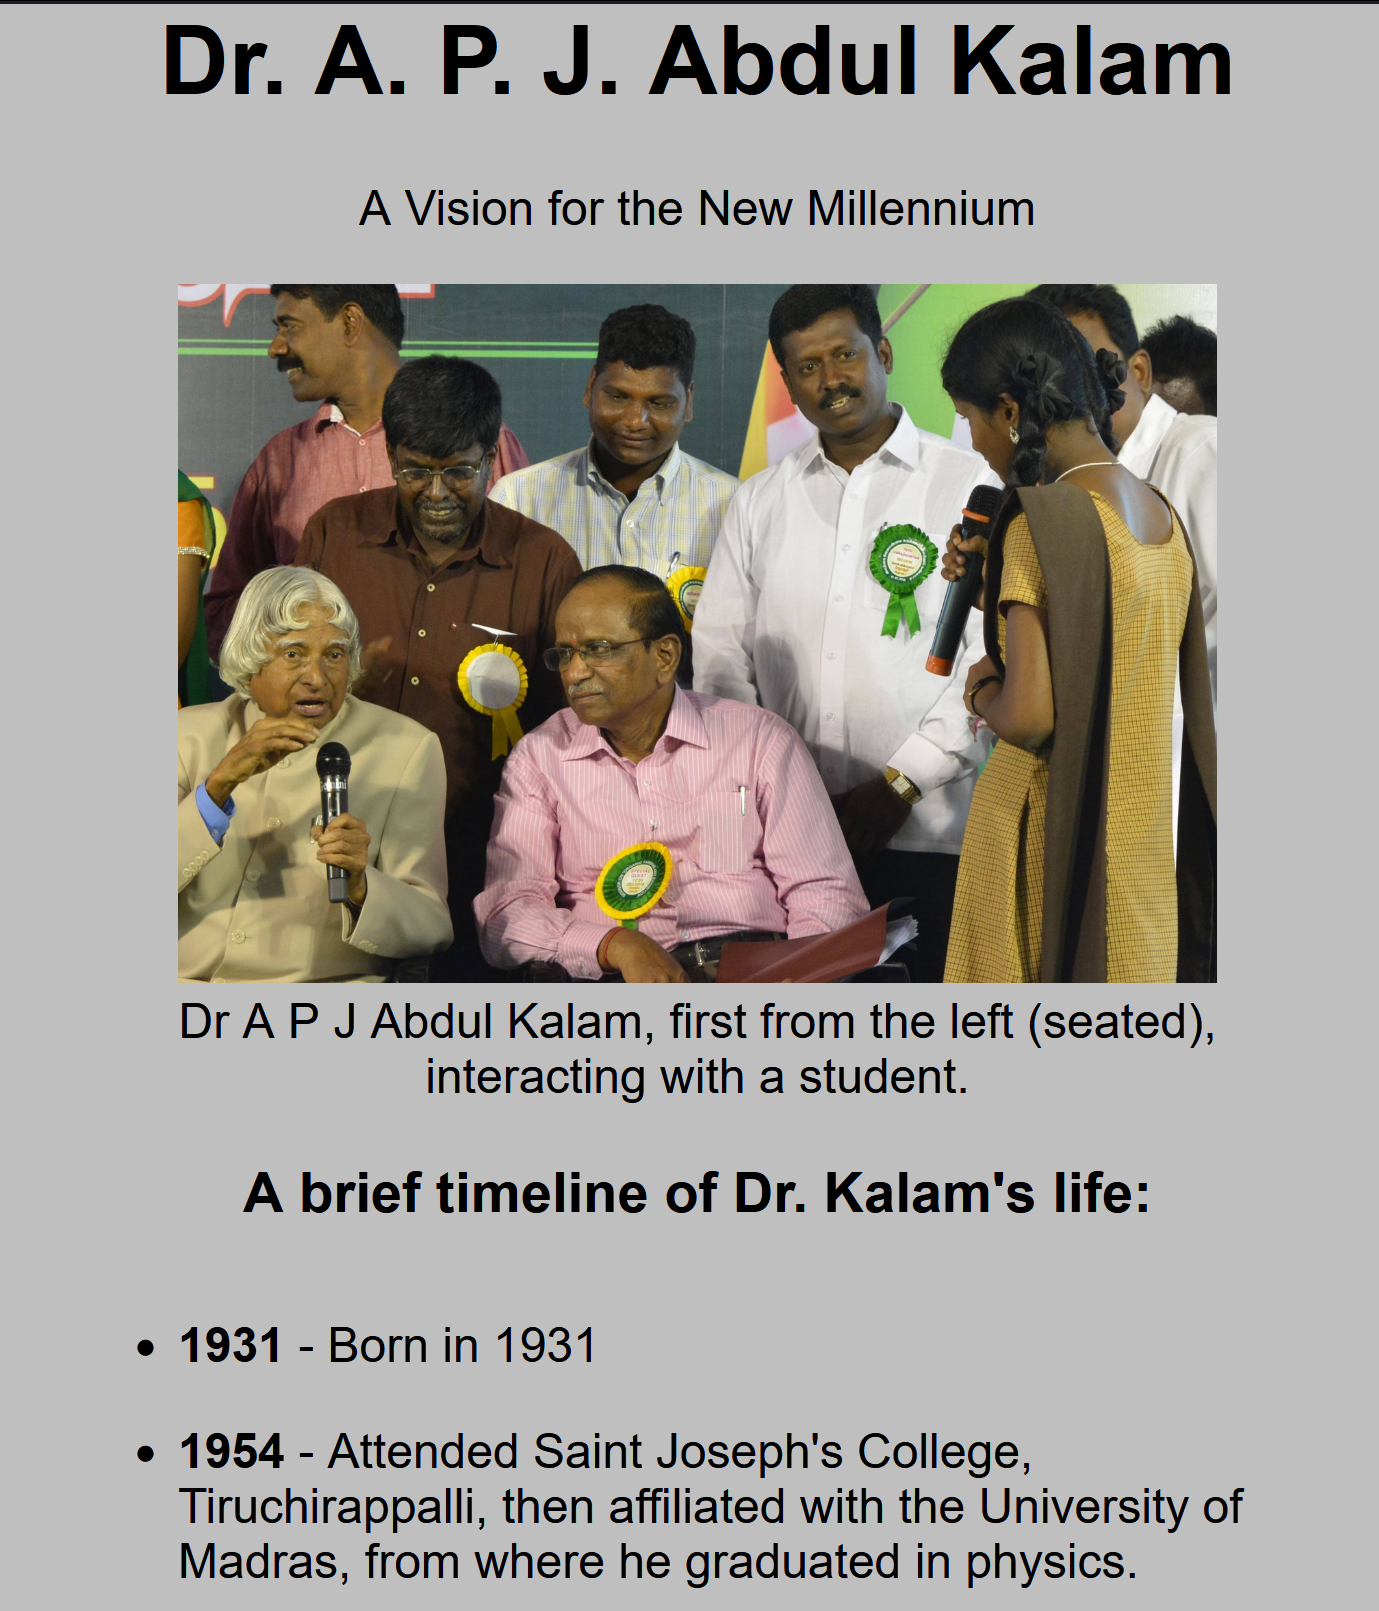 Dr. A. P. J. Abdul Kalam
A Vision for the New Millennium
Dr A P J Abdul Kalam, first from the left (seated),
interacting with a student.
A brief timeline of Dr. Kalam's life:
• 1931 - Born in 1931
• 1954 - Attended Saint Joseph's College,
Tiruchirappalli, then affiliated with the University of
Madras, from where he graduated in physics.